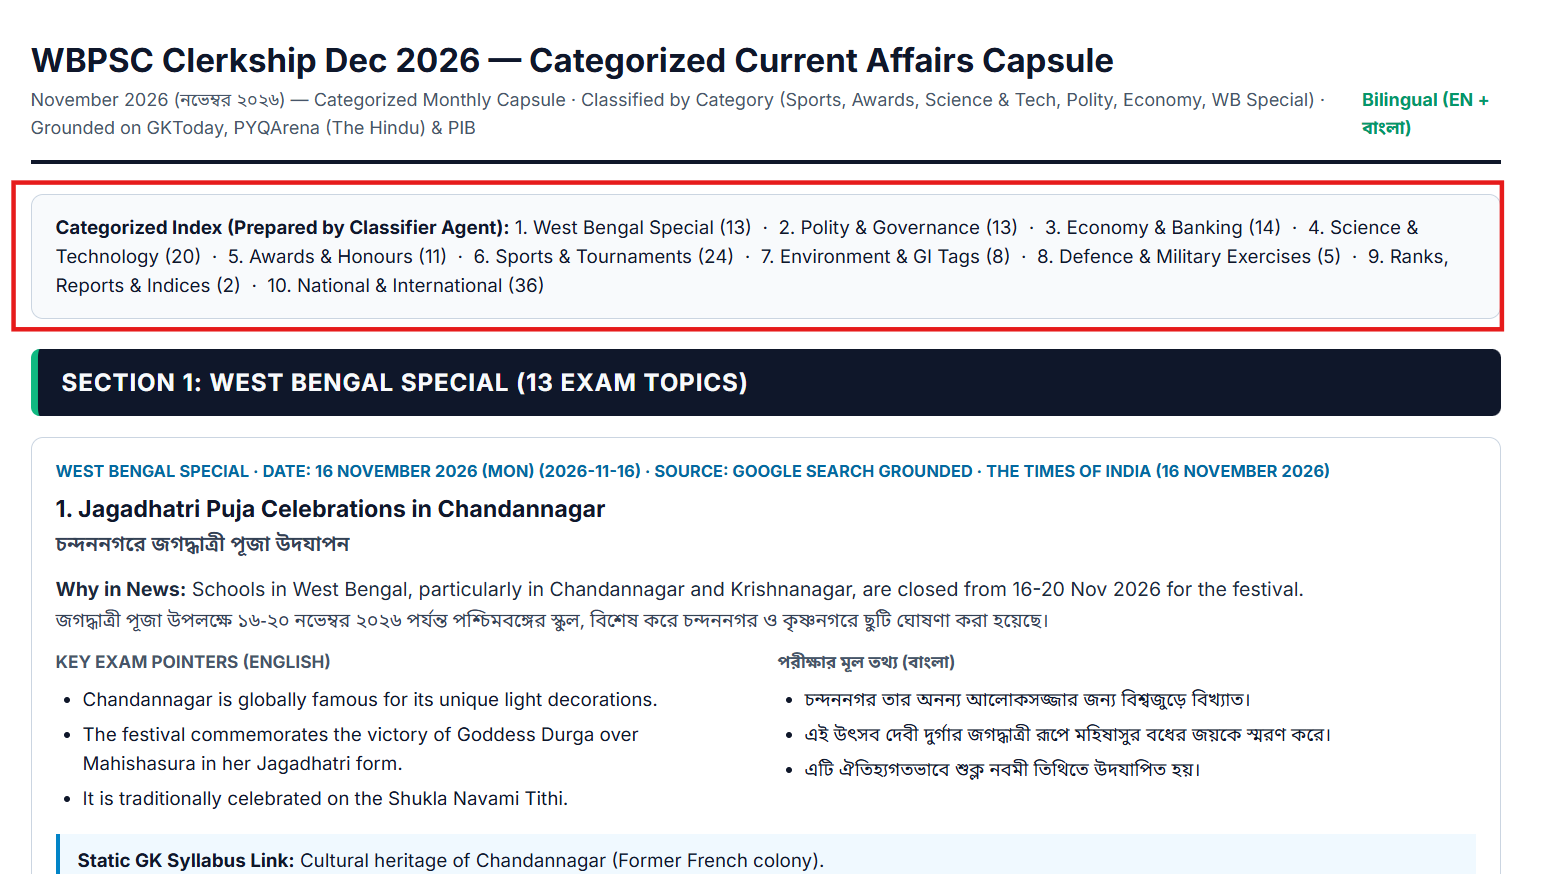 WBPSC Clerkship Dec 2026 — Categorized Current Affairs Capsule
November 2026 (নভেম্বর ২০২৬) — Categorized Monthly Capsule · Classified by Category (Sports, Awards, Science & Tech, Polity, Economy, WB Special) ·
Grounded on GKToday, PYQArena (The Hindu) & PIB
Bilingual (EN +
বাংলা)
Categorized Index (Prepared by Classifier Agent): 1. West Bengal Special (13) · 2. Polity & Governance (13) · 3. Economy & Banking (14) · 4. Science &
Technology (20) · 5. Awards & Honours (11) · 6. Sports & Tournaments (24) · 7. Environment & GI Tags (8) · 8. Defence & Military Exercises (5) · 9. Ranks,
Reports & Indices (2) · 10. National & International (36)
SECTION 1: WEST BENGAL SPECIAL (13 EXAM TOPICS)
WEST BENGAL SPECIAL · DATE: 16 NOVEMBER 2026 (MON) (2026-11-16) · SOURCE: GOOGLE SEARCH GROUNDED · THE TIMES OF INDIA (16 NOVEMBER 2026)
1. Jagadhatri Puja Celebrations in Chandannagar
চন্দননগরে জগদ্ধাত্রী পূজা উদযাপন
Why in News: Schools in West Bengal, particularly in Chandannagar and Krishnanagar, are closed from 16-20 Nov 2026 for the festival.
জগদ্ধাত্রী পূজা উপলক্ষে ১৬-২০ নভেম্বর ২০২৬ পর্যন্ত পশ্চিমবঙ্গের স্কুল, বিশেষ করে চন্দননগর ও কৃষ্ণনগরে ছুটি ঘোষণা করা হয়েছে।
KEY EXAM POINTERS (ENGLISH)
• Chandannagar is globally famous for its unique light decorations.
• The festival commemorates the victory of Goddess Durga over
Mahishasura in her Jagadhatri form.
• It is traditionally celebrated on the Shukla Navami Tithi.
পরীক্ষার মূল তথ্য (বাংলা)
• চন্দননগর তার অনন্য আলোকসজ্জার জন্য বিশ্বজুড়ে বিখ্যাত।
• এই উৎসব দেবী দুর্গার জগদ্ধাত্রী রূপে মহিষাসুর বধের জয়কে স্মরণ করে।
• এটি ঐতিহ্যগতভাবে শুক্ল নবমী তিথিতে উদযাপিত হয়।
Static GK Syllabus Link: Cultural heritage of Chandannagar (Former French colony).